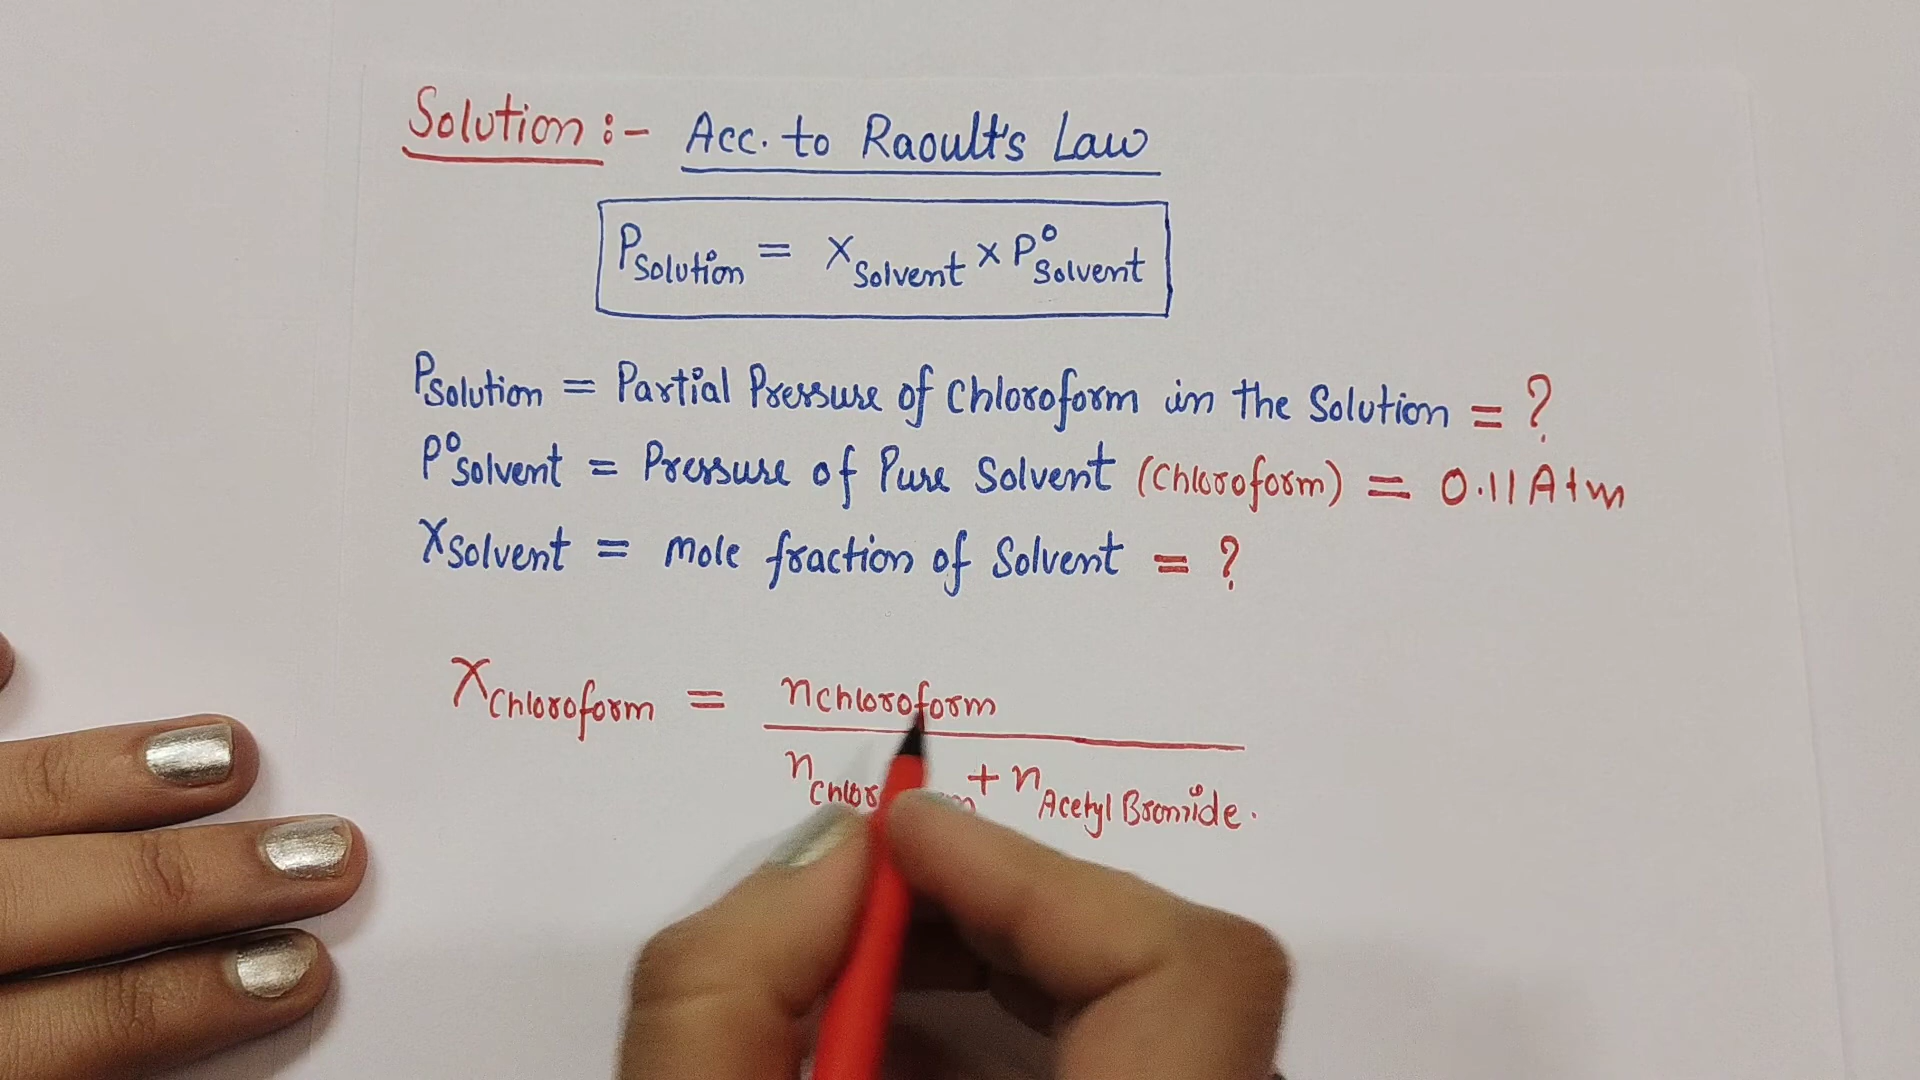 Solution :- Acc. to Raoult's Law
Psolution = Xsolvent x P°solvent
Psolution = Partial Pressure of Chloroform in the Solution = ?
P°solvent = Pressure of Pure Solvent (Chloroform) = 0.11 Atm
Xsolvent = mole fraction of Solvent = ?
XChloroform = nChloroform
n + nAcetyl Bromide.